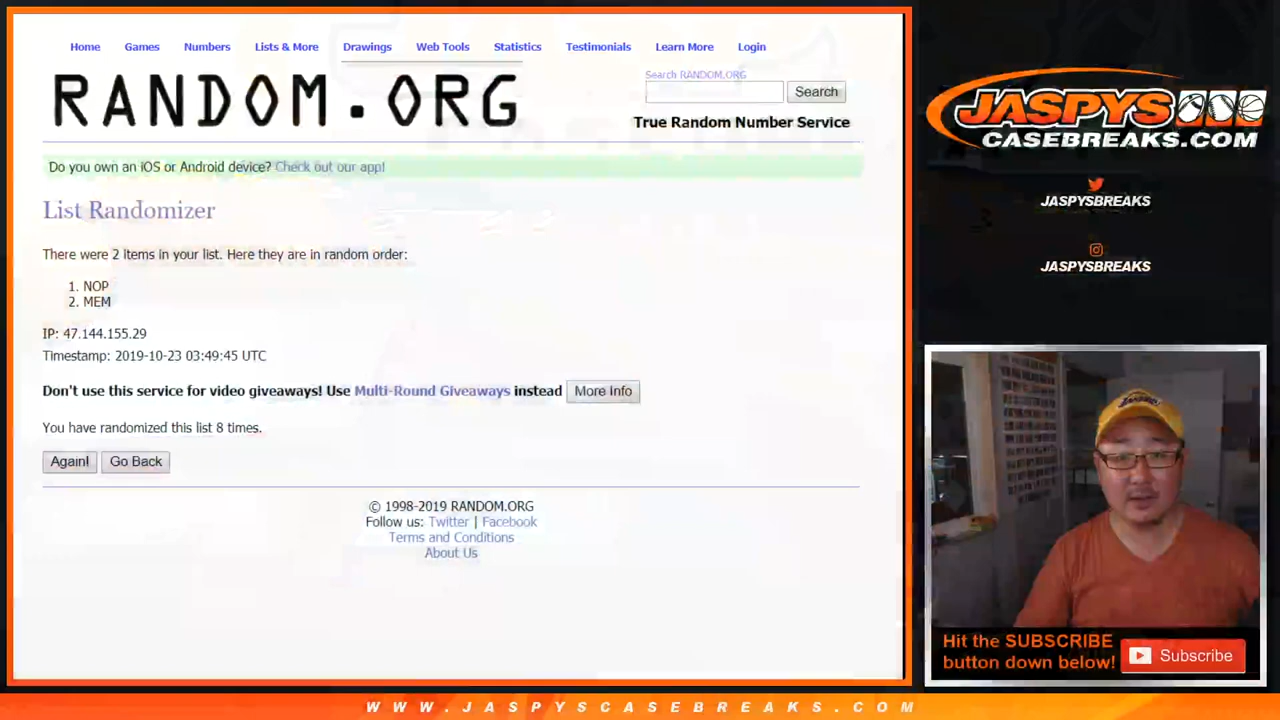 Home Games Numbers Lists & More Drawings Web Tools Statistics Testimonials Learn More Login
RANDOM.ORG
Search RANDOM.ORG
Search
True Random Number Service
Do you own an iOS or Android device? Check out our app!
List Randomizer
There were 2 items in your list. Here they are in random order:
1. NOP
2. MEM
IP: 47.144.155.29
Timestamp: 2019-10-23 03:49:45 UTC
Don't use this service for video giveaways! Use Multi-Round Giveaways instead More Info
You have randomized this list 8 times.
Again! Go Back
© 1998-2019 RANDOM.ORG
Follow us: Twitter | Facebook
Terms and Conditions
About Us
JASPYS
CASEBREAKS.COM
JASPYSBREAKS
JASPYSBREAKS
Hit the SUBSCRIBE
button down below!
Subscribe
WWW.JASPYSCASEBREAKS.COM